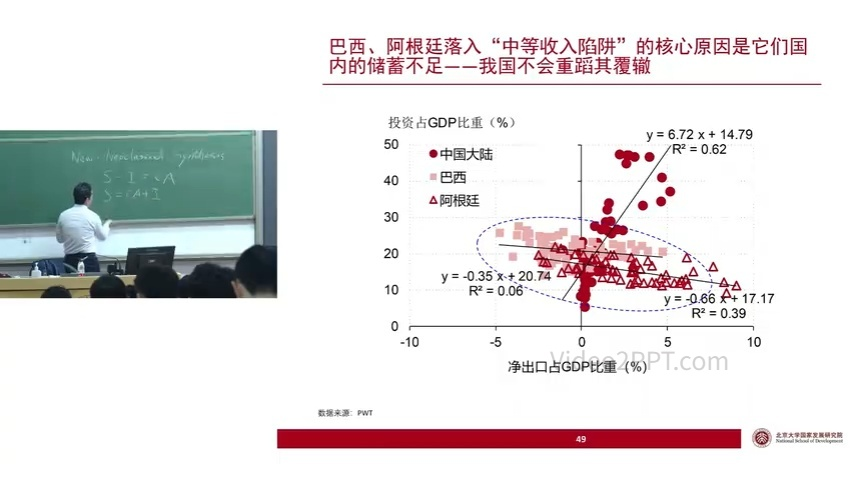 巴西、阿根廷落入“中等收入陷阱”的核心原因是它们国
内的储蓄不足——我国不会重蹈其覆辙
New Neoclassical Synthesis
S - I = CA
S = CA + I
投资占GDP比重（%）
y = 6.72 x + 14.79
R² = 0.62
中国大陆
巴西
阿根廷
50
40
30
20
10
0
y = -0.35 x + 20.74
R² = 0.06
y = -0.66 x + 17.17
R² = 0.39
-10
-5
0
5
10
净出口占GDP比重（%）
Video2PPT.com
数据来源：PWT
49
北京大学国家发展研究院
National School of Development